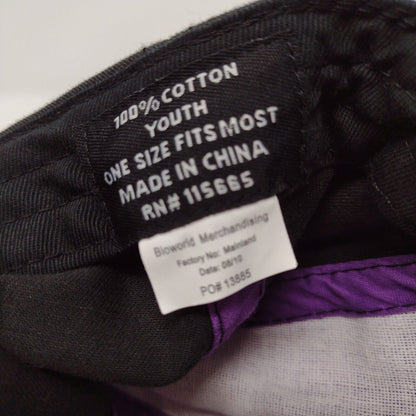 100% COTTON
YOUTH
ONE SIZE FITS MOST
MADE IN CHINA
RN# 115665
Bioworld Merchandising
Factory No: Mainland
Date: 08/10
PO# 13885